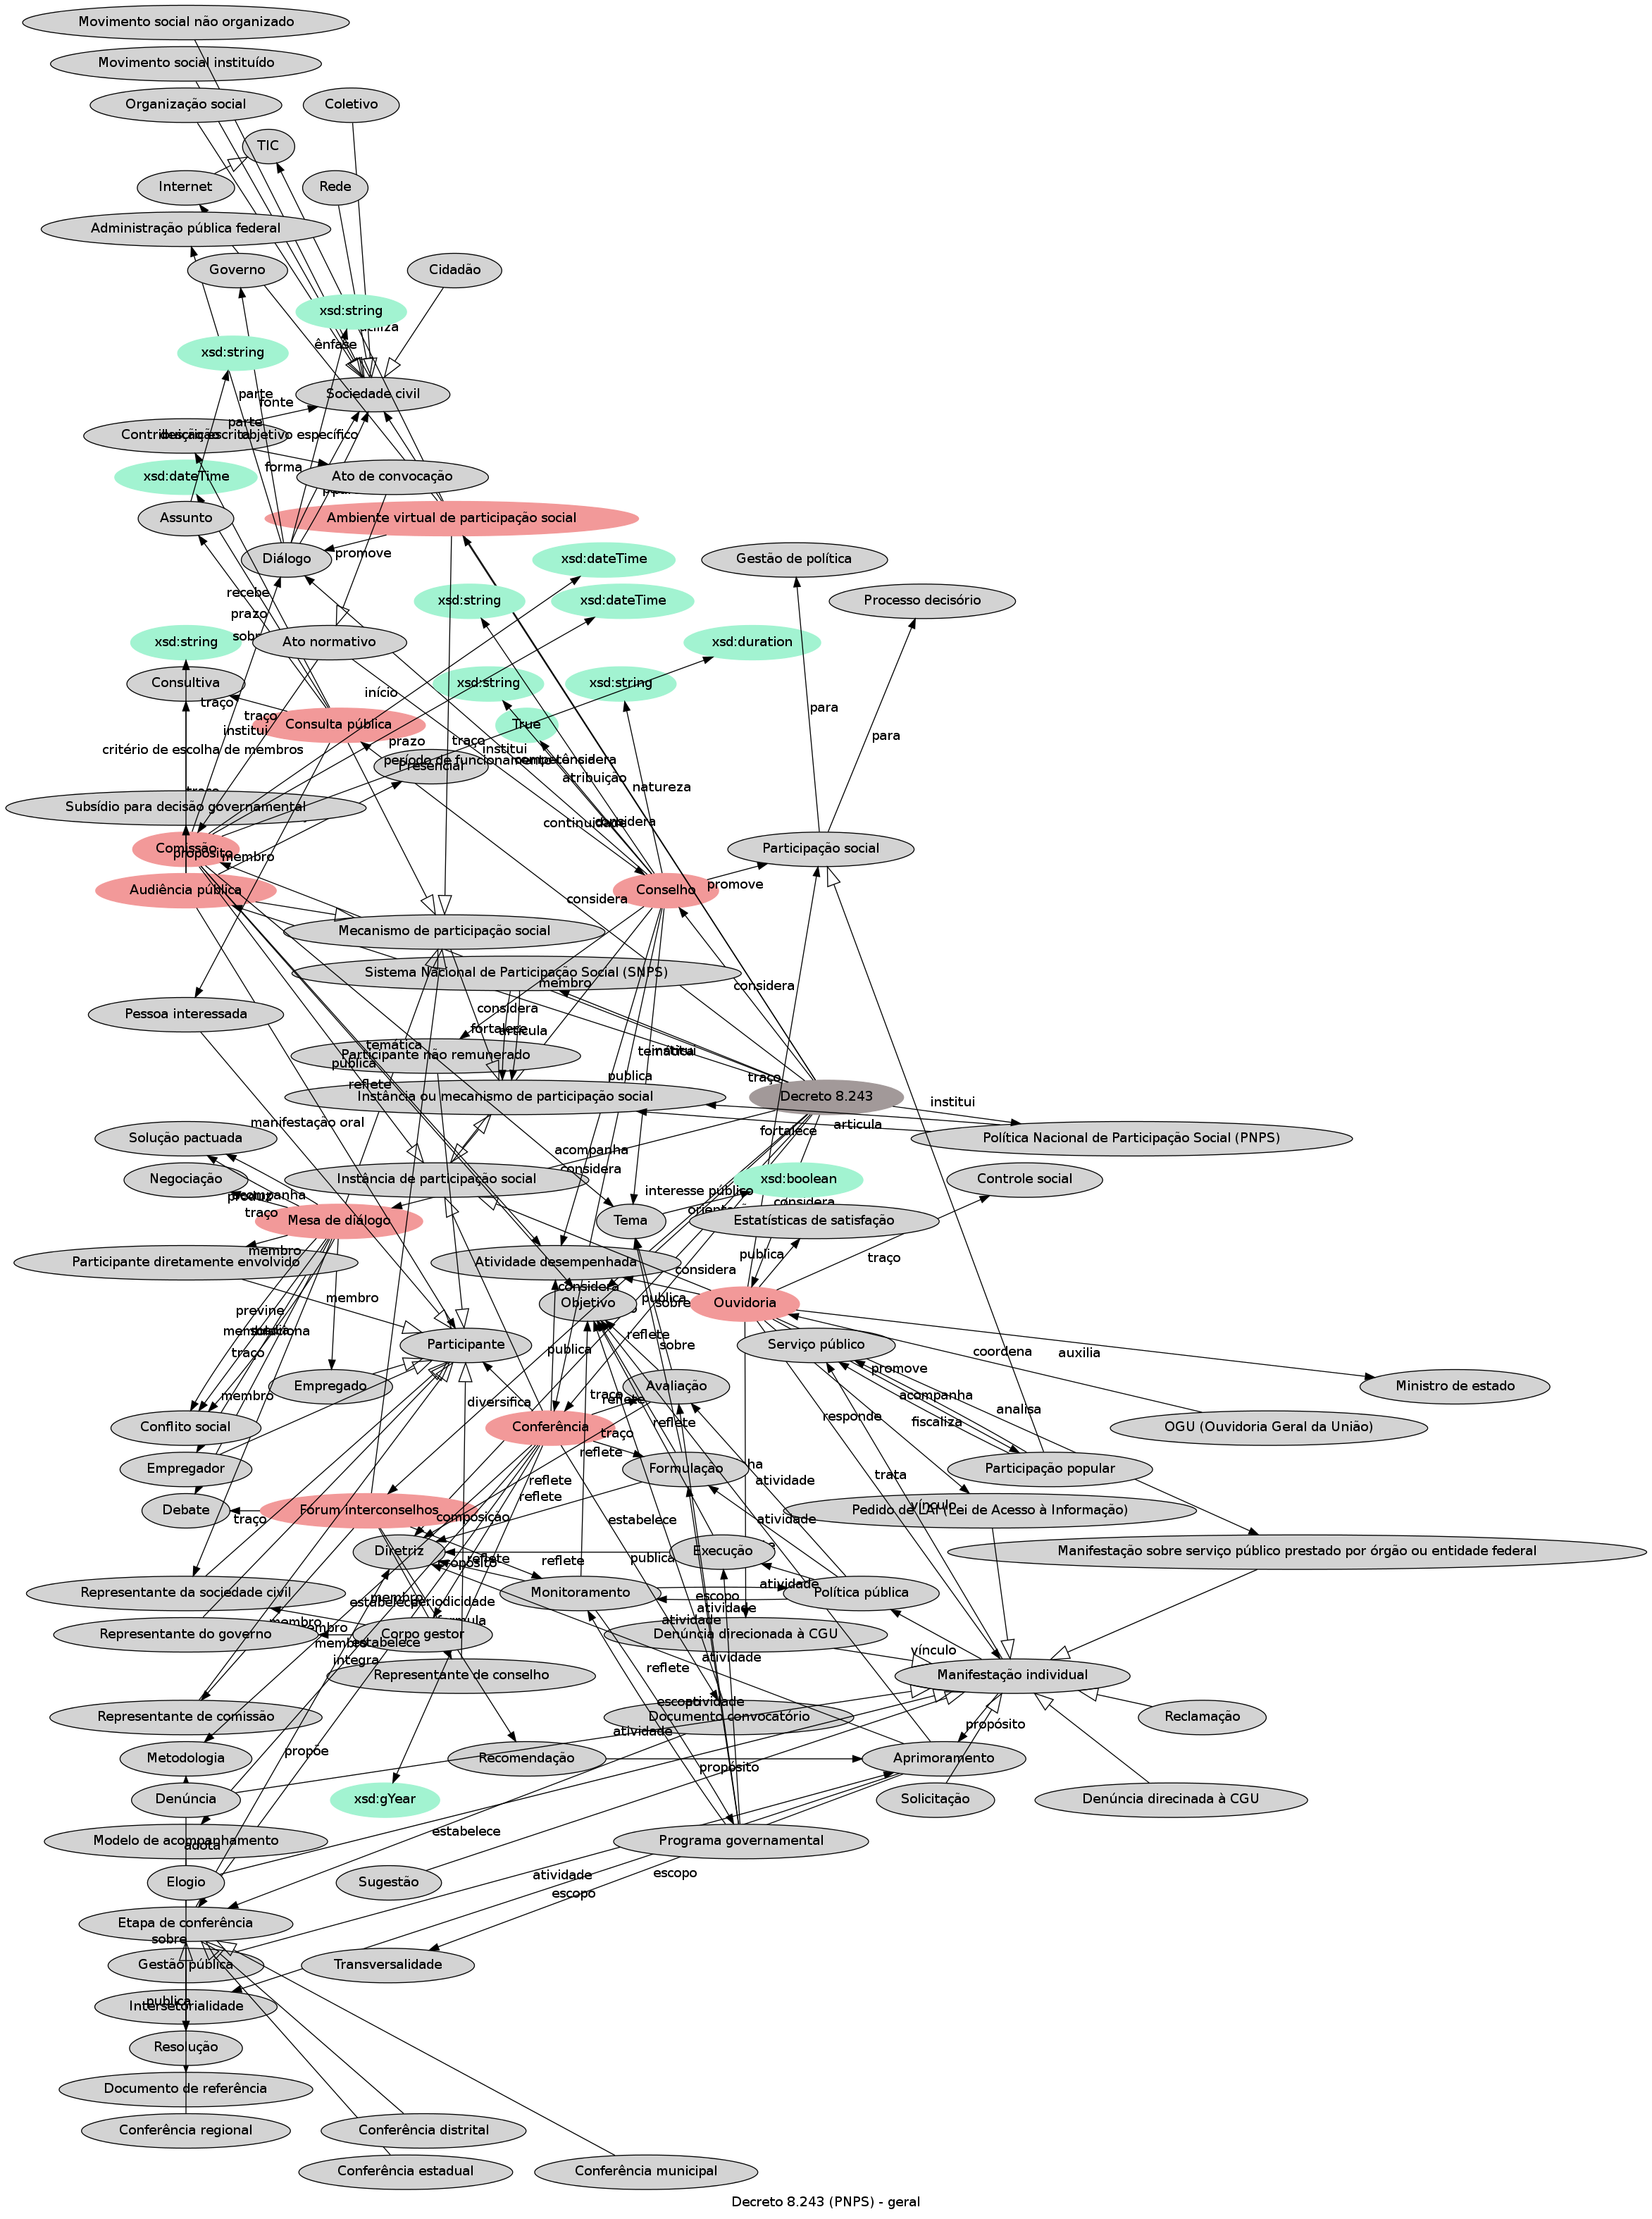 Movimento social não organizado
Movimento social instituído
Organização social
Coletivo
TIC
Internet
Rede
Administração pública federal
Governo
Cidadão
xsd:string
ênfase
xsd:string
Sociedade civil
parte
fonte
Contribuição escrita
objetivo específico
parte
forma
Ato de convocação
xsd:dateTime
Assunto
Ambiente virtual de participação social
Diálogo
promove
xsd:dateTime
Gestão de política
recebe
xsd:string
xsd:dateTime
Processo decisório
prazo
xsd:string
Ato normativo
xsd:duration
Consultiva
xsd:string
xsd:string
início
traço
traço
institui
Consulta pública
True
para
critério de escolha de membros
prazo
traço
institui
para
Presencial
período de funcionamento
considera
atribuição
natureza
Subsídio para decisão governamental
continuidade
considera
Comissão
propósito
membro
Participação social
Audiência pública
Conselho
promove
considera
Mecanismo de participação social
Sistema Nacional de Participação Social (SNPS)
membro
considera
considera
Pessoa interessada
fortalece
articula
temática
publica
reflete
Participante não remunerado
temática
institui
publica
traço
Instância ou mecanismo de participação social
Decreto 8.243
institui
manifestação oral
articula
fortalece
Solução pactuada
Política Nacional de Participação Social (PNPS)
acompanha
considera
Negociação
Instância de participação social
xsd:boolean
Controle social
acompanha
produz
traço
interesse público
considera
Mesa de diálogo
Tema
Estatísticas de satisfação
membro
publica
traço
Participante diretamente envolvido
Atividade desempenhada
considera
considera
membro
publica
sobre
Objetivo
Ouvidoria
previne
reflete
sobre
Participante
Serviço público
coordena
auxilia
traço
publica
promove
Empregado
Avaliação
acompanha
Ministro de estado
membro
diversifica
traço
reflete
responde
fiscaliza
analisa
Conflito social
Conferência
traço
reflete
OGU (Ouvidoria Geral da União)
Empregador
reflete
Formulação
atividade
trata
Participação popular
Debate
Fórum interconselhos
reflete
reflete
vínculo
Pedido de LAI (Lei de Acesso à Informação)
traço
composição
estabelece
atividade
Diretriz
propósito
reflete
reflete
publica
Execução
Manifestação sobre serviço público prestado por órgão ou entidade federal
Representante da sociedade civil
estabelece
membro
periodicidade
Monitoramento
escopo
atividade
atividade
Política pública
Representante do governo
membro
Corpo gestor
atividade
Denúncia direcionada à CGU
vínculo
membro
estabelece
integra
Representante de conselho
reflete
atividade
Manifestação individual
Representante de comissão
escopo
atividade
Documento convocatório
Reclamação
atividade
propósito
Metodologia
propõe
Recomendação
propósito
Aprimoramento
Denúncia
xsd:gYear
Solicitação
Denúncia direcinada à CGU
Modelo de acompanhamento
adota
estabelece
Programa governamental
Elogio
Sugestão
atividade
escopo
escopo
Etapa de conferência
sobre
Gestão pública
Transversalidade
publica
Intersetorialidade
Resolução
Documento de referência
Conferência regional
Conferência distrital
Conferência estadual
Conferência municipal
Decreto 8.243 (PNPS) - geral